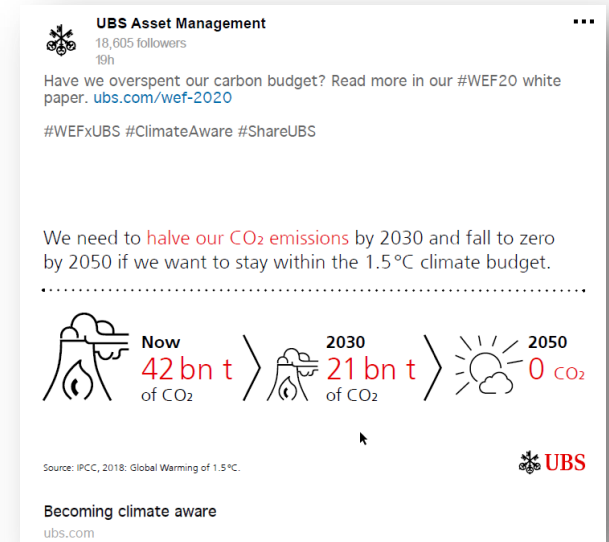 UBS Asset Management
18,605 followers
19h
Have we overspent our carbon budget? Read more in our #WEF20 white
paper. ubs.com/wef-2020
#WEFxUBS #ClimateAware #ShareUBS
We need to halve our CO₂ emissions by 2030 and fall to zero
by 2050 if we want to stay within the 1.5 °C climate budget.
Now
42 bn t
of CO₂
2030
21 bn t
of CO₂
2050
0 CO₂
Source: IPCC, 2018: Global Warming of 1.5 °C.
UBS
Becoming climate aware
ubs.com